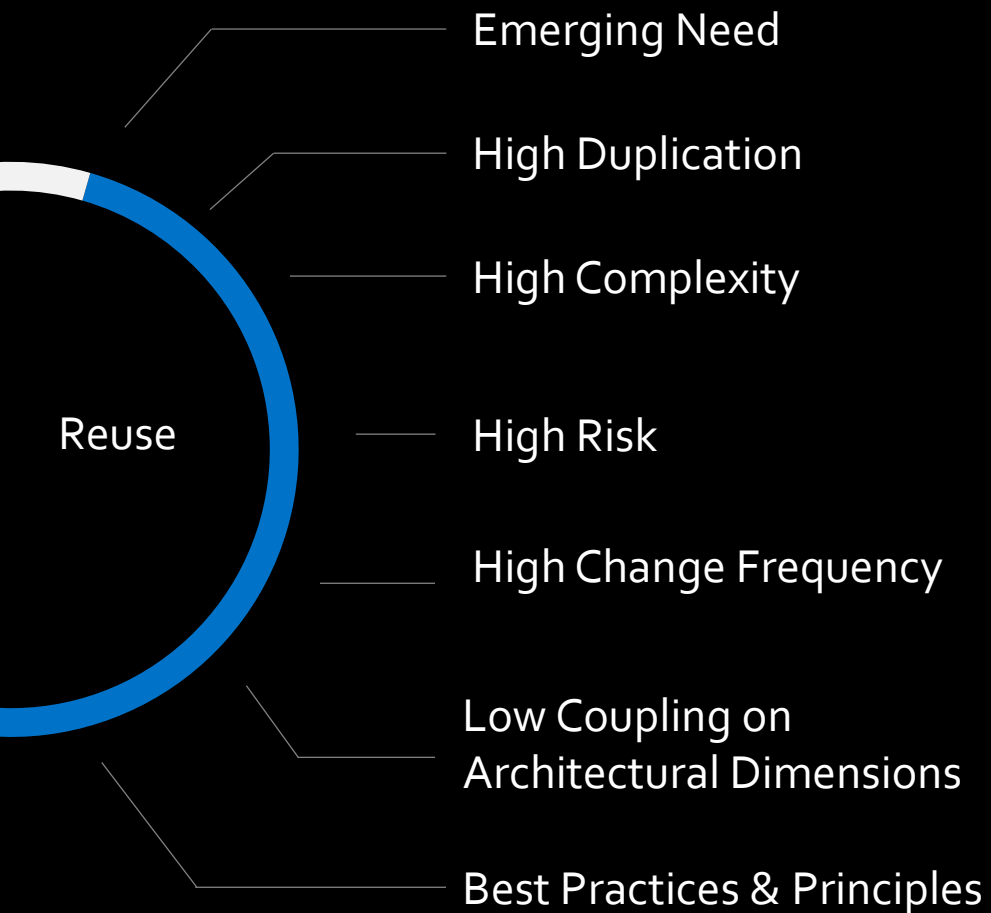 Emerging Need
High Duplication
High Complexity
Reuse
High Risk
High Change Frequency
Low Coupling on
Architectural Dimensions
Best Practices & Principles